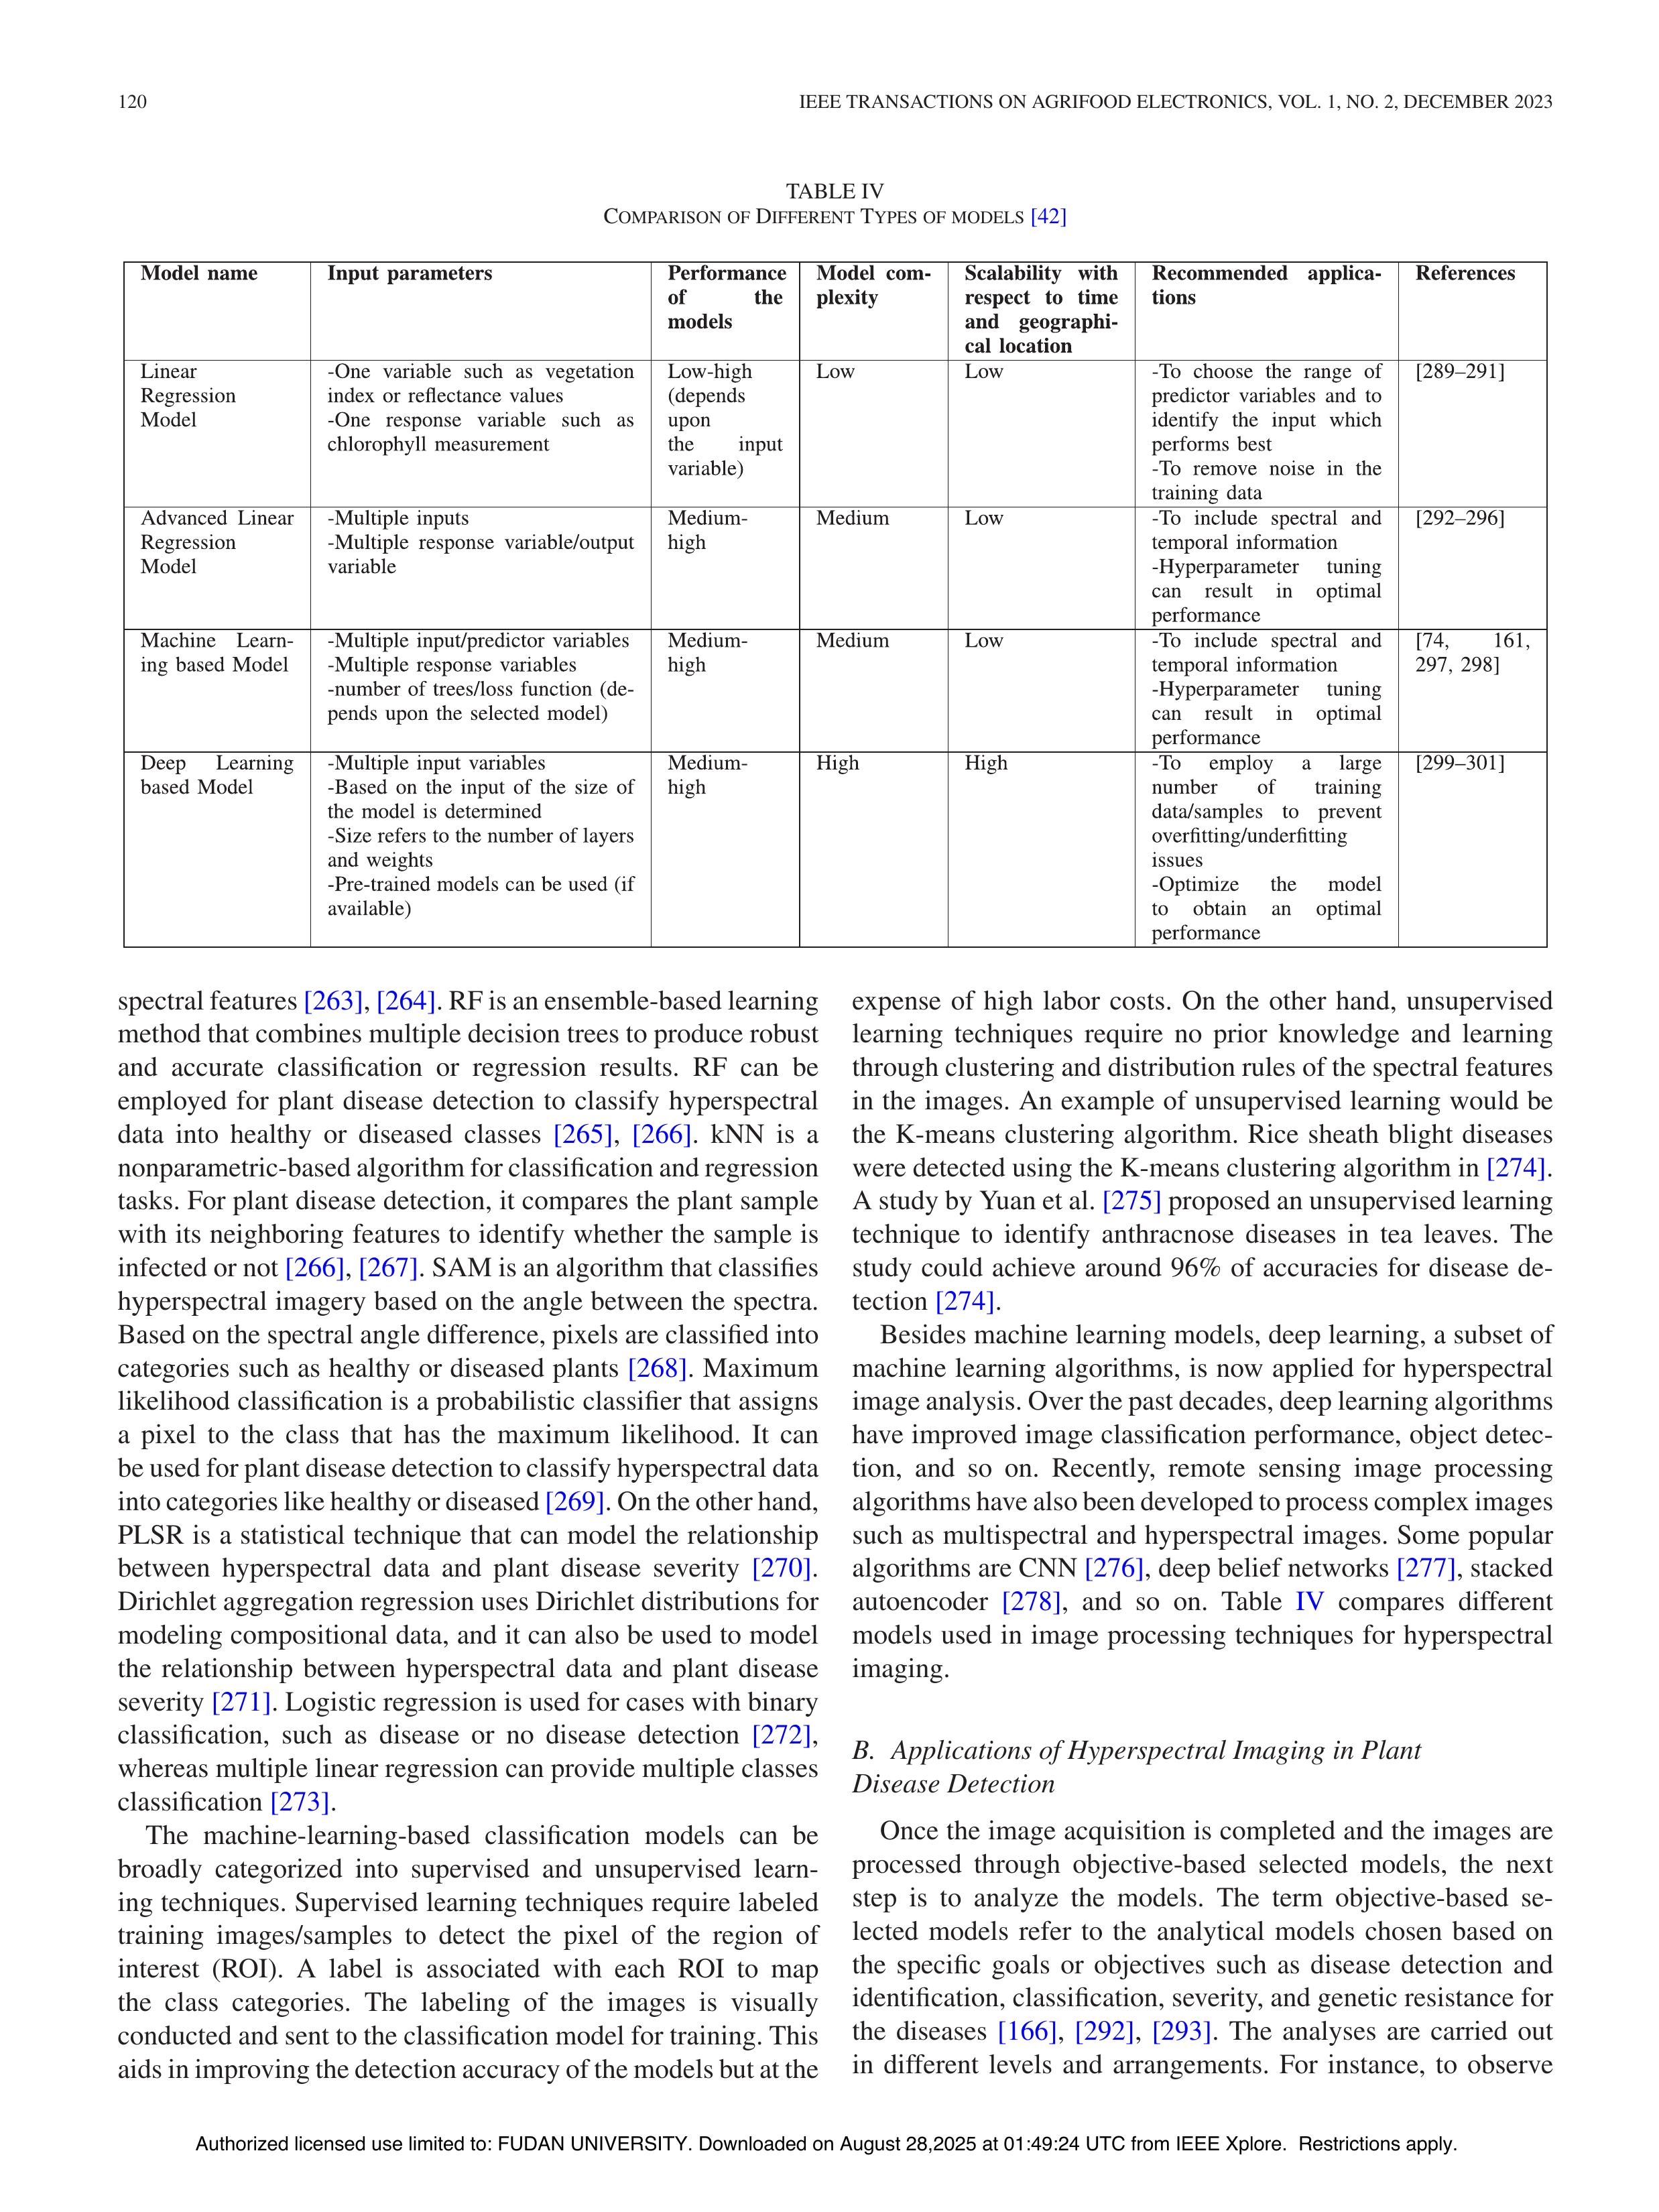 120
IEEE TRANSACTIONS ON AGRIFOOD ELECTRONICS, VOL. 1, NO. 2, DECEMBER 2023
TABLE IV
COMPARISON OF DIFFERENT TYPES OF MODELS [42]
Model name
Input parameters
Performance
of the
models
Model com-
plexity
Scalability with
respect to time
and geographi-
cal location
Recommended applica-
tions
References
Linear
Regression
Model
-One variable such as vegetation
index or reflectance values
-One response variable such as
chlorophyll measurement
Low-high
(depends
upon
the input
variable)
Low
Low
-To choose the range of
predictor variables and to
identify the input which
performs best
-To remove noise in the
training data
[289–291]
Advanced Linear
Regression
Model
-Multiple inputs
-Multiple response variable/output
variable
Medium-
high
Medium
Low
-To include spectral and
temporal information
-Hyperparameter tuning
can result in optimal
performance
[292–296]
Machine Learn-
ing based Model
-Multiple input/predictor variables
-Multiple response variables
-number of trees/loss function (de-
pends upon the selected model)
Medium-
high
Medium
Low
-To include spectral and
temporal information
-Hyperparameter tuning
can result in optimal
performance
[74, 161,
297, 298]
Deep Learning
based Model
-Multiple input variables
-Based on the input of the size of
the model is determined
-Size refers to the number of layers
and weights
-Pre-trained models can be used (if
available)
Medium-
high
High
High
-To employ a large
number of training
data/samples to prevent
overfitting/underfitting
issues
-Optimize the model
to obtain an optimal
performance
[299–301]
spectral features [263], [264]. RF is an ensemble-based learning
method that combines multiple decision trees to produce robust
and accurate classification or regression results. RF can be
employed for plant disease detection to classify hyperspectral
data into healthy or diseased classes [265], [266]. kNN is a
nonparametric-based algorithm for classification and regression
tasks. For plant disease detection, it compares the plant sample
with its neighboring features to identify whether the sample is
infected or not [266], [267]. SAM is an algorithm that classifies
hyperspectral imagery based on the angle between the spectra.
Based on the spectral angle difference, pixels are classified into
categories such as healthy or diseased plants [268]. Maximum
likelihood classification is a probabilistic classifier that assigns
a pixel to the class that has the maximum likelihood. It can
be used for plant disease detection to classify hyperspectral data
into categories like healthy or diseased [269]. On the other hand,
PLSR is a statistical technique that can model the relationship
between hyperspectral data and plant disease severity [270].
Dirichlet aggregation regression uses Dirichlet distributions for
modeling compositional data, and it can also be used to model
the relationship between hyperspectral data and plant disease
severity [271]. Logistic regression is used for cases with binary
classification, such as disease or no disease detection [272],
whereas multiple linear regression can provide multiple classes
classification [273].
The machine-learning-based classification models can be
broadly categorized into supervised and unsupervised learn-
ing techniques. Supervised learning techniques require labeled
training images/samples to detect the pixel of the region of
interest (ROI). A label is associated with each ROI to map
the class categories. The labeling of the images is visually
conducted and sent to the classification model for training. This
aids in improving the detection accuracy of the models but at the
expense of high labor costs. On the other hand, unsupervised
learning techniques require no prior knowledge and learning
through clustering and distribution rules of the spectral features
in the images. An example of unsupervised learning would be
the K-means clustering algorithm. Rice sheath blight diseases
were detected using the K-means clustering algorithm in [274].
A study by Yuan et al. [275] proposed an unsupervised learning
technique to identify anthracnose diseases in tea leaves. The
study could achieve around 96% of accuracies for disease de-
tection [274].
Besides machine learning models, deep learning, a subset of
machine learning algorithms, is now applied for hyperspectral
image analysis. Over the past decades, deep learning algorithms
have improved image classification performance, object detec-
tion, and so on. Recently, remote sensing image processing
algorithms have also been developed to process complex images
such as multispectral and hyperspectral images. Some popular
algorithms are CNN [276], deep belief networks [277], stacked
autoencoder [278], and so on. Table IV compares different
models used in image processing techniques for hyperspectral
imaging.
B. Applications of Hyperspectral Imaging in Plant
Disease Detection
Once the image acquisition is completed and the images are
processed through objective-based selected models, the next
step is to analyze the models. The term objective-based se-
lected models refer to the analytical models chosen based on
the specific goals or objectives such as disease detection and
identification, classification, severity, and genetic resistance for
the diseases [166], [292], [293]. The analyses are carried out
in different levels and arrangements. For instance, to observe
Authorized licensed use limited to: FUDAN UNIVERSITY. Downloaded on August 28,2025 at 01:49:24 UTC from IEEE Xplore. Restrictions apply.